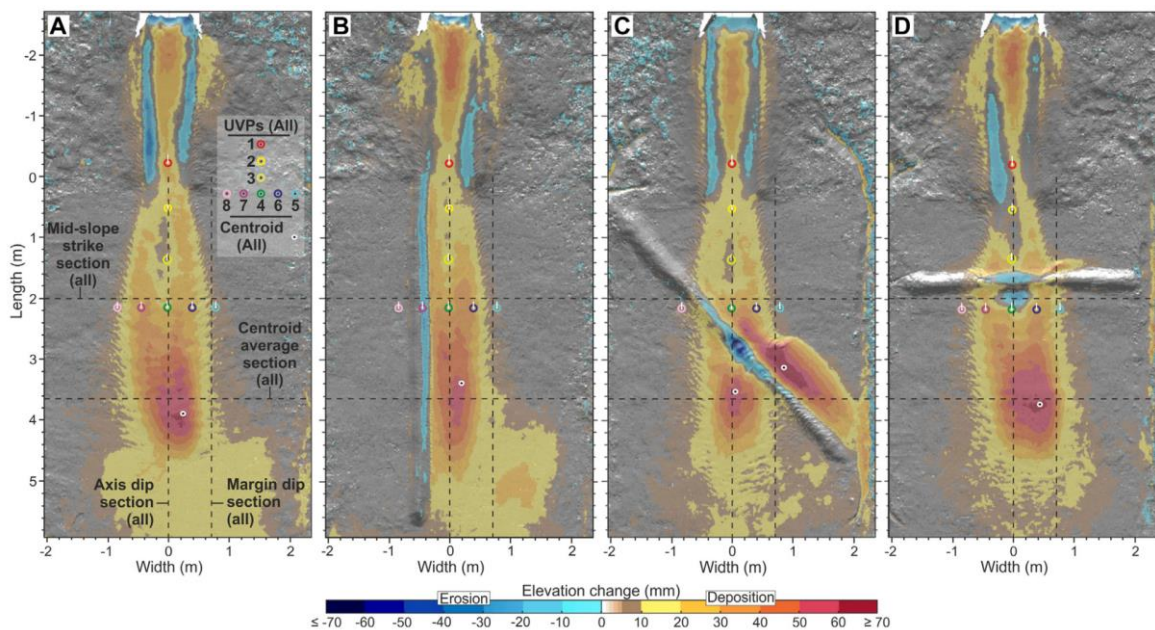 A
B
C
D
-2
-1
0
1
2
3
4
5
Length (m)
UVPs (All)
1
2
3
8 7 4 6 5
Centroid
(All)
Mid-slope
strike
section
(all)
Centroid
average
section
(all)
Axis dip
section
(all)
Margin dip
section
(all)
-2 -1 0 1 2
-2 -1 0 1 2
-2 -1 0 1 2
-2 -1 0 1 2
Width (m)
Width (m)
Width (m)
Width (m)
Elevation change (mm)
Erosion
Deposition
≤ -70 -60 -50 -40 -30 -20 -10 0 10 20 30 40 50 60 ≥ 70